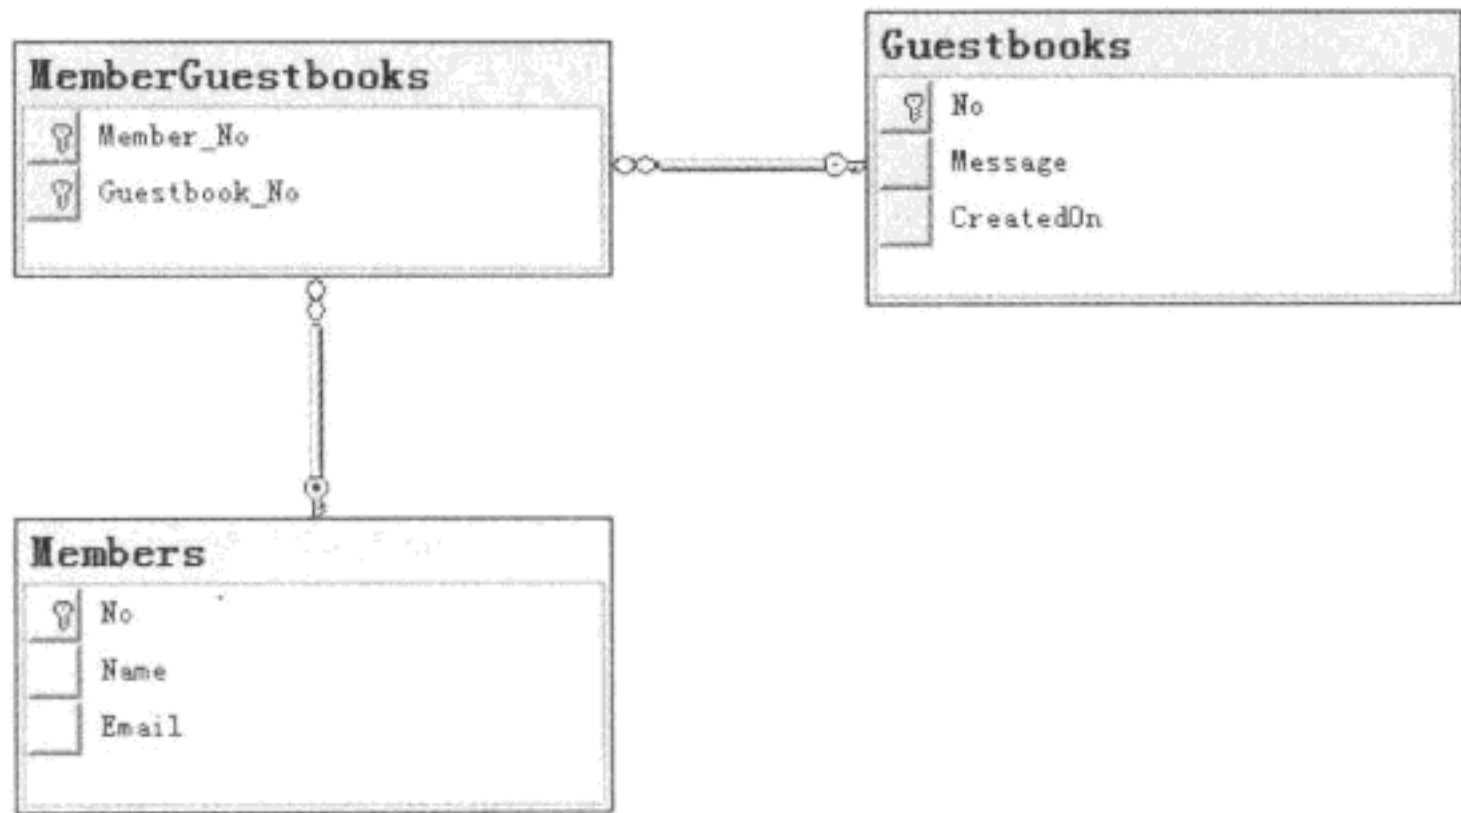 MemberGuestbooks
Member_No
Guestbook_No
Guestbooks
No
Message
CreatedOn
Members
No
Name
Email